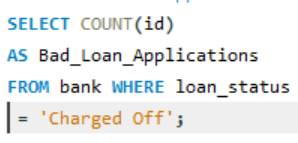 SELECT COUNT(id)
AS Bad_Loan_Applications
FROM bank WHERE loan_status
= 'Charged Off';